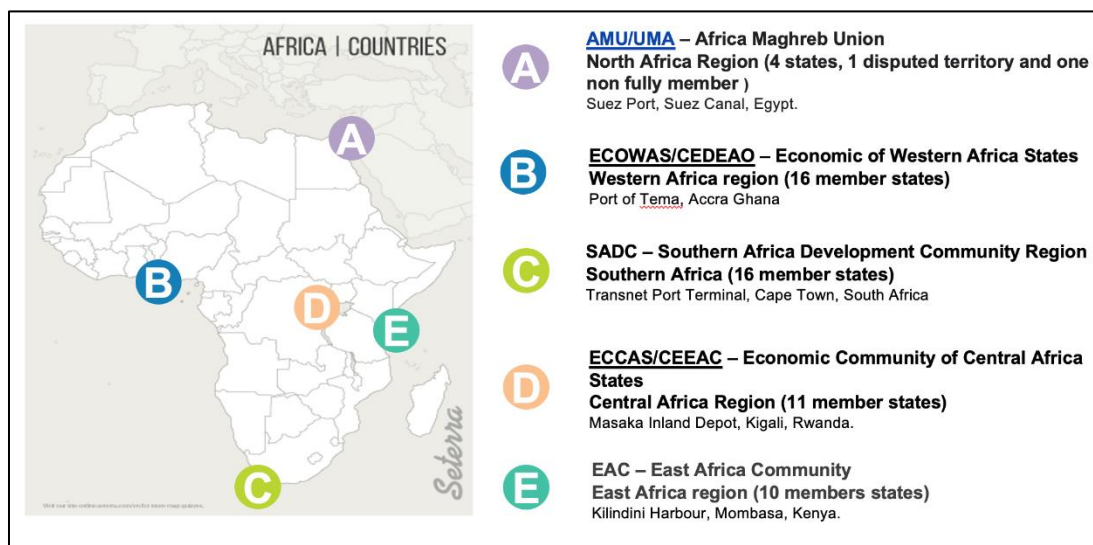 AFRICA | COUNTRIES
A
B
D
E
C
Seterra
A
AMU/UMA – Africa Maghreb Union
North Africa Region (4 states, 1 disputed territory and one
non fully member )
Suez Port, Suez Canal, Egypt.
B
ECOWAS/CEDEAO – Economic of Western Africa States
Western Africa region (16 member states)
Port of Tema, Accra Ghana
C
SADC – Southern Africa Development Community Region
Southern Africa (16 member states)
Transnet Port Terminal, Cape Town, South Africa
D
ECCAS/CEEAC – Economic Community of Central Africa
States
Central Africa Region (11 member states)
Masaka Inland Depot, Kigali, Rwanda.
E
EAC – East Africa Community
East Africa region (10 members states)
Kilindini Harbour, Mombasa, Kenya.